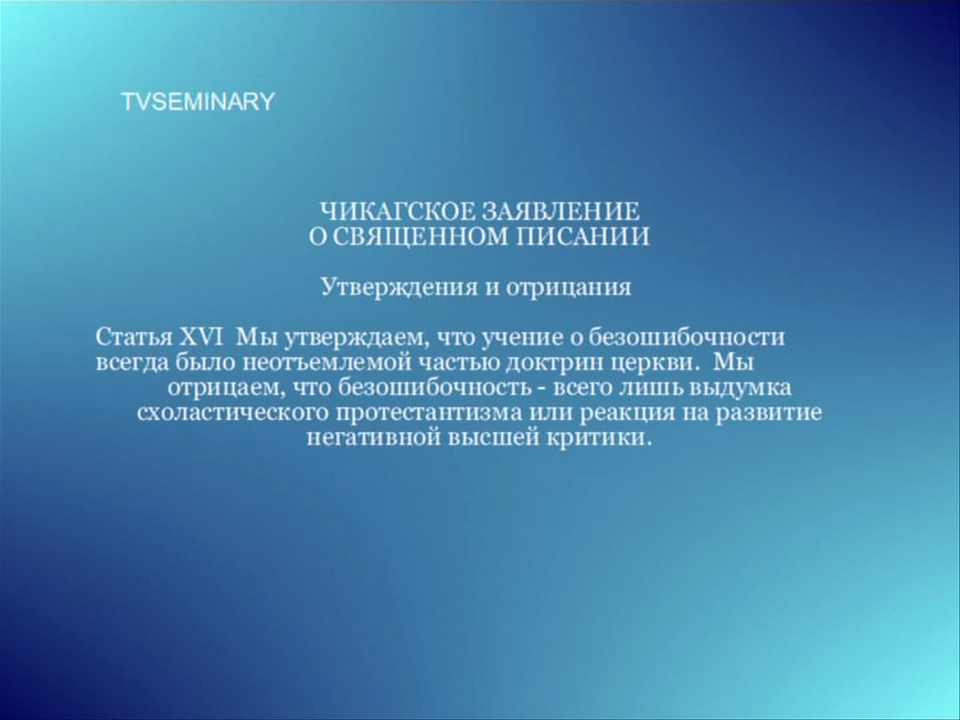 TVSEMINARY
ЧИКАГСКОЕ ЗАЯВЛЕНИЕ
О СВЯЩЕННОМ ПИСАНИИ
Утверждения и отрицания
Статья XVI  Мы утверждаем, что учение о безошибочности
всегда было неотъемлемой частью доктрин церкви.  Мы
отрицаем, что безошибочность - всего лишь выдумка
схоластического протестантизма или реакция на развитие
негативной высшей критики.